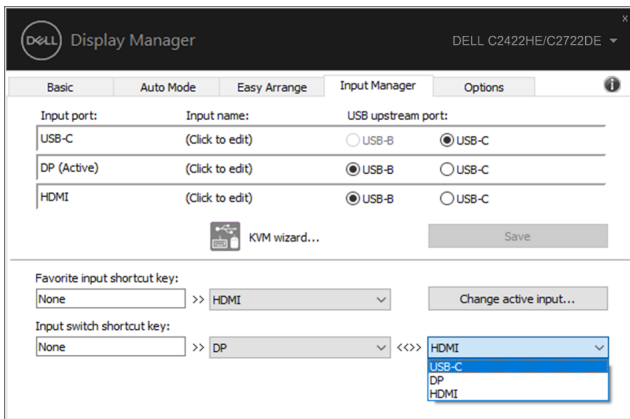 x
DELL Display Manager DELL C2422HE/C2722DE
Basic Auto Mode Easy Arrange Input Manager Options i
Input port: Input name: USB upstream port:
USB-C (Click to edit) USB-B USB-C
DP (Active) (Click to edit) USB-B USB-C
HDMI (Click to edit) USB-B USB-C
KVM wizard... Save
Favorite input shortcut key:
None >> HDMI Change active input...
Input switch shortcut key:
None >> DP <<>> HDMI
USB-C
DP
HDMI